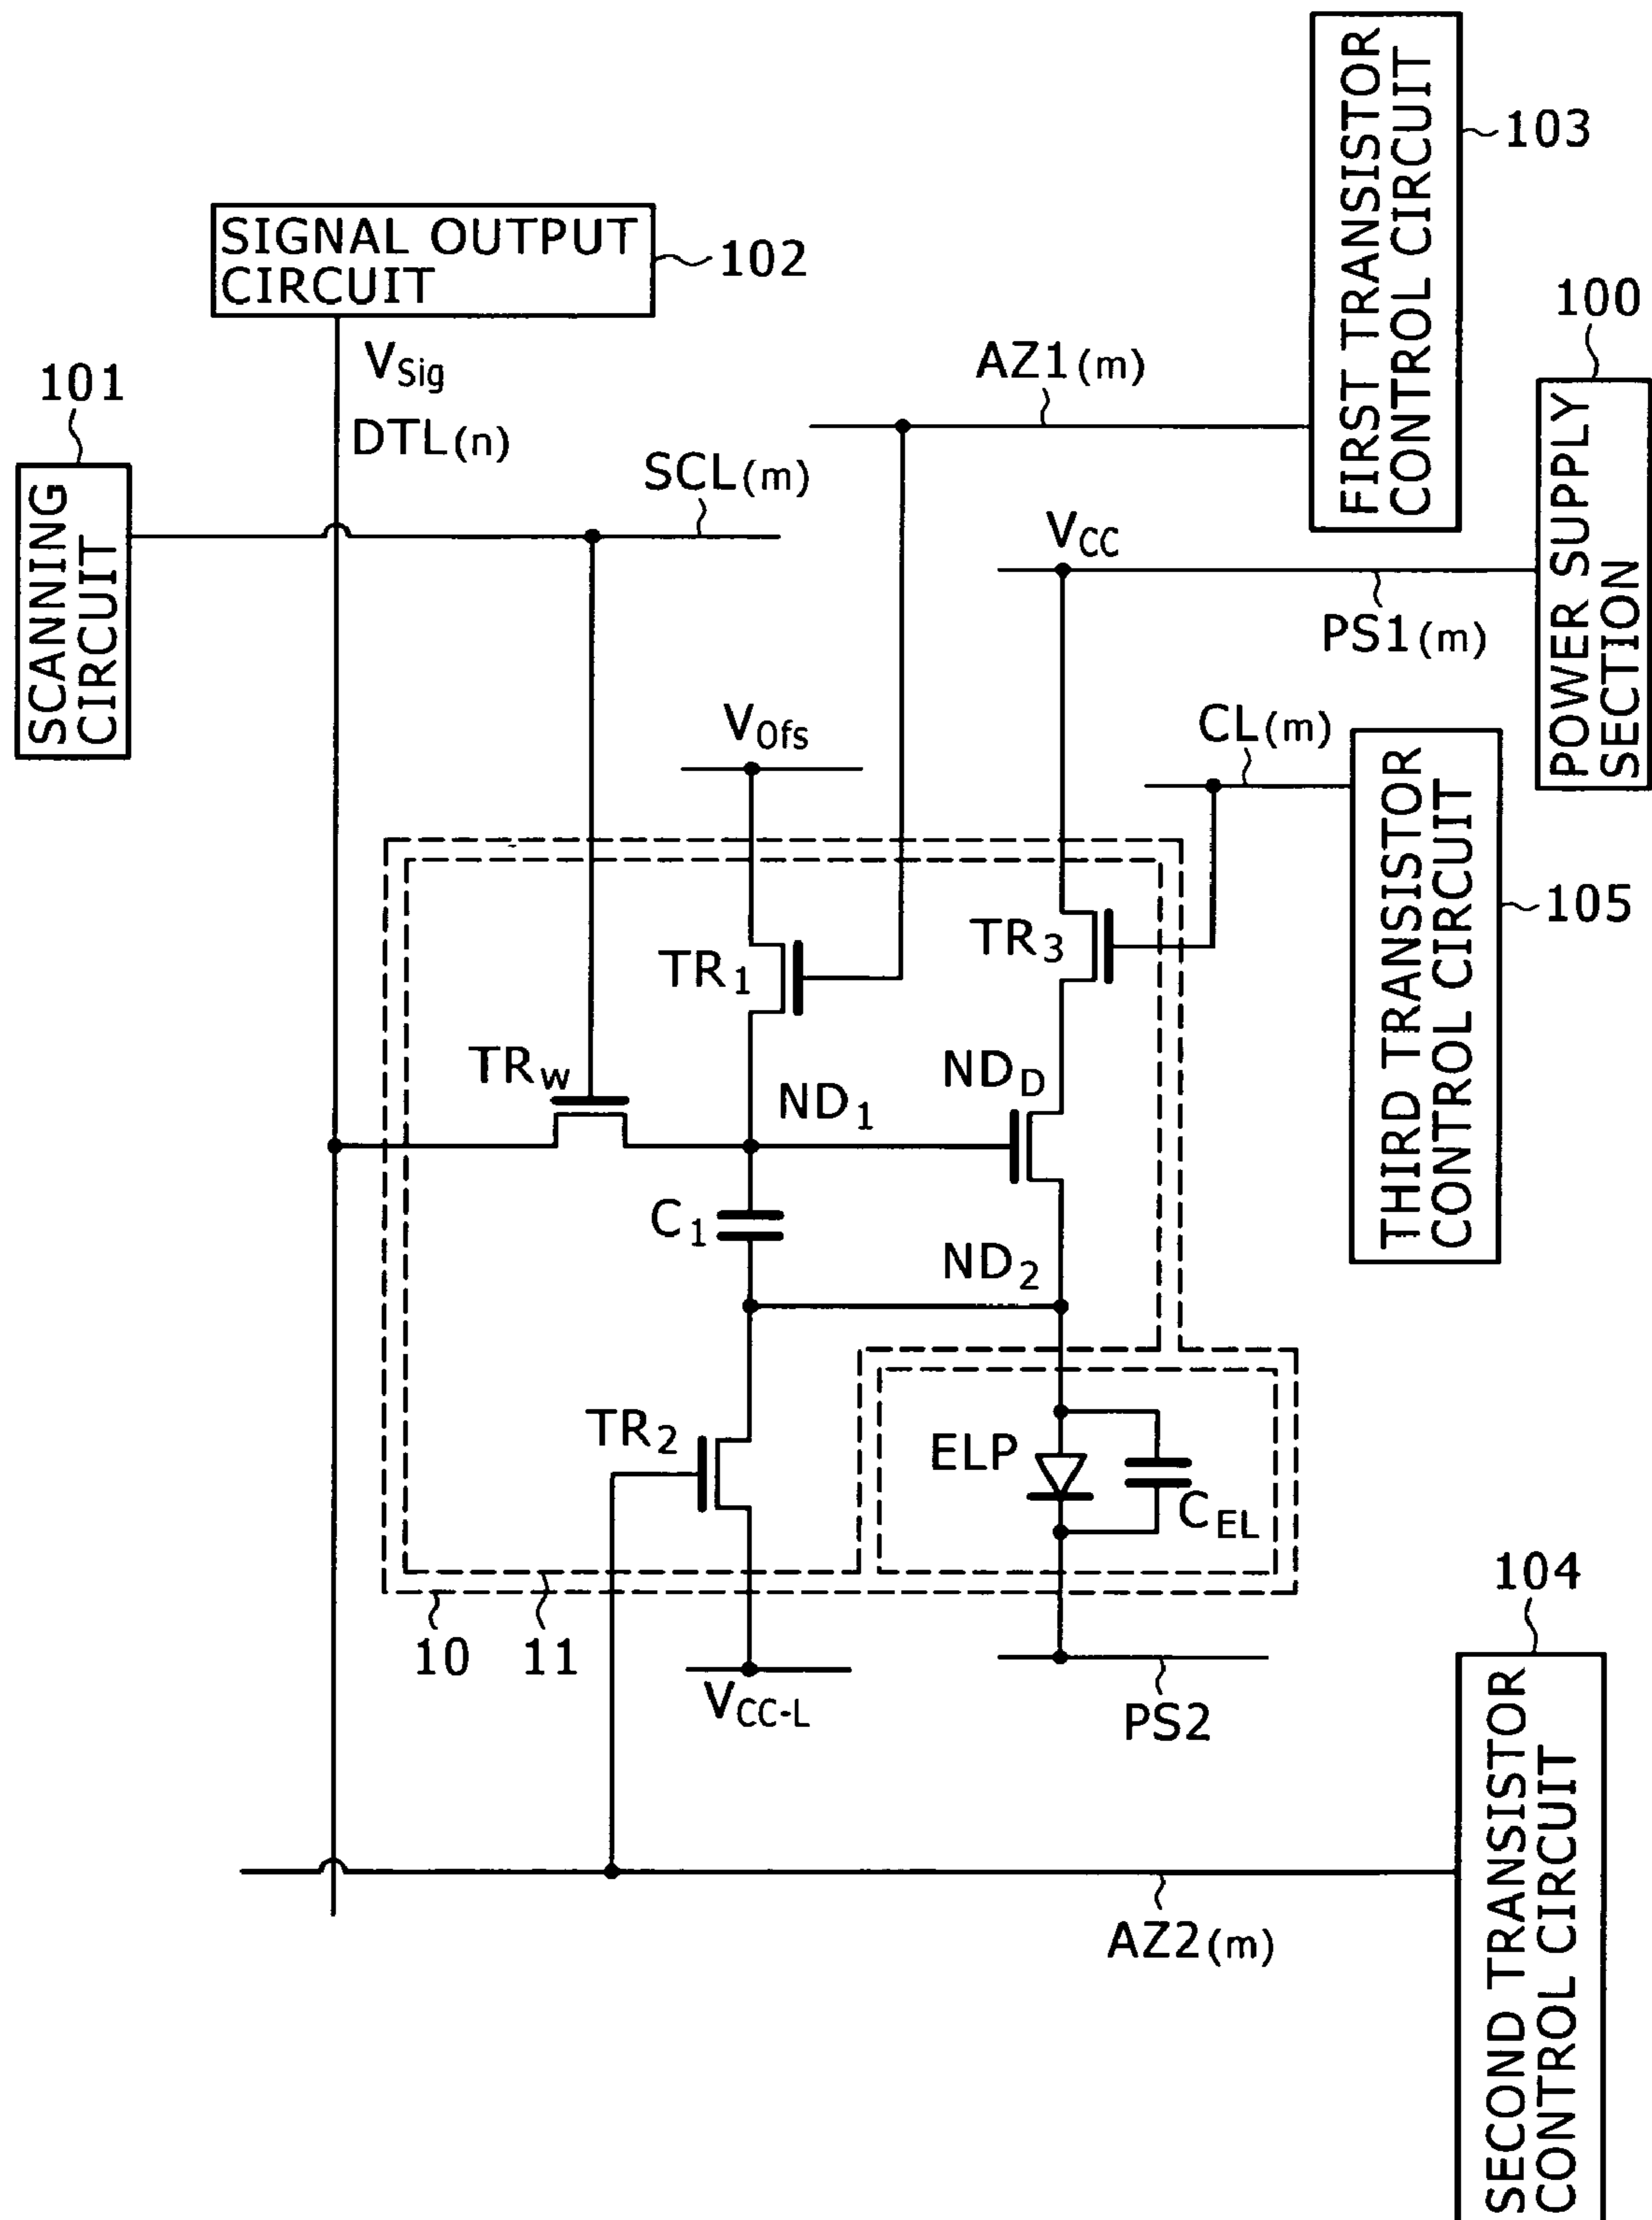 FIRST TRANSISTOR
CONTROL CIRCUIT
103
SIGNAL OUTPUT
CIRCUIT
102
100
POWER SUPPLY
SECTION
101
SCANNING
CIRCUIT
VSig
DTL(n)
AZ1(m)
SCL(m)
VCC
PS1(m)
VOfs
CL(m)
THIRD TRANSISTOR
CONTROL CIRCUIT
105
TR1
TR3
TRW
ND1
NDD
C1
ND2
TR2
ELP
CEL
10
11
VCC-L
PS2
104
SECOND TRANSISTOR
CONTROL CIRCUIT
AZ2(m)